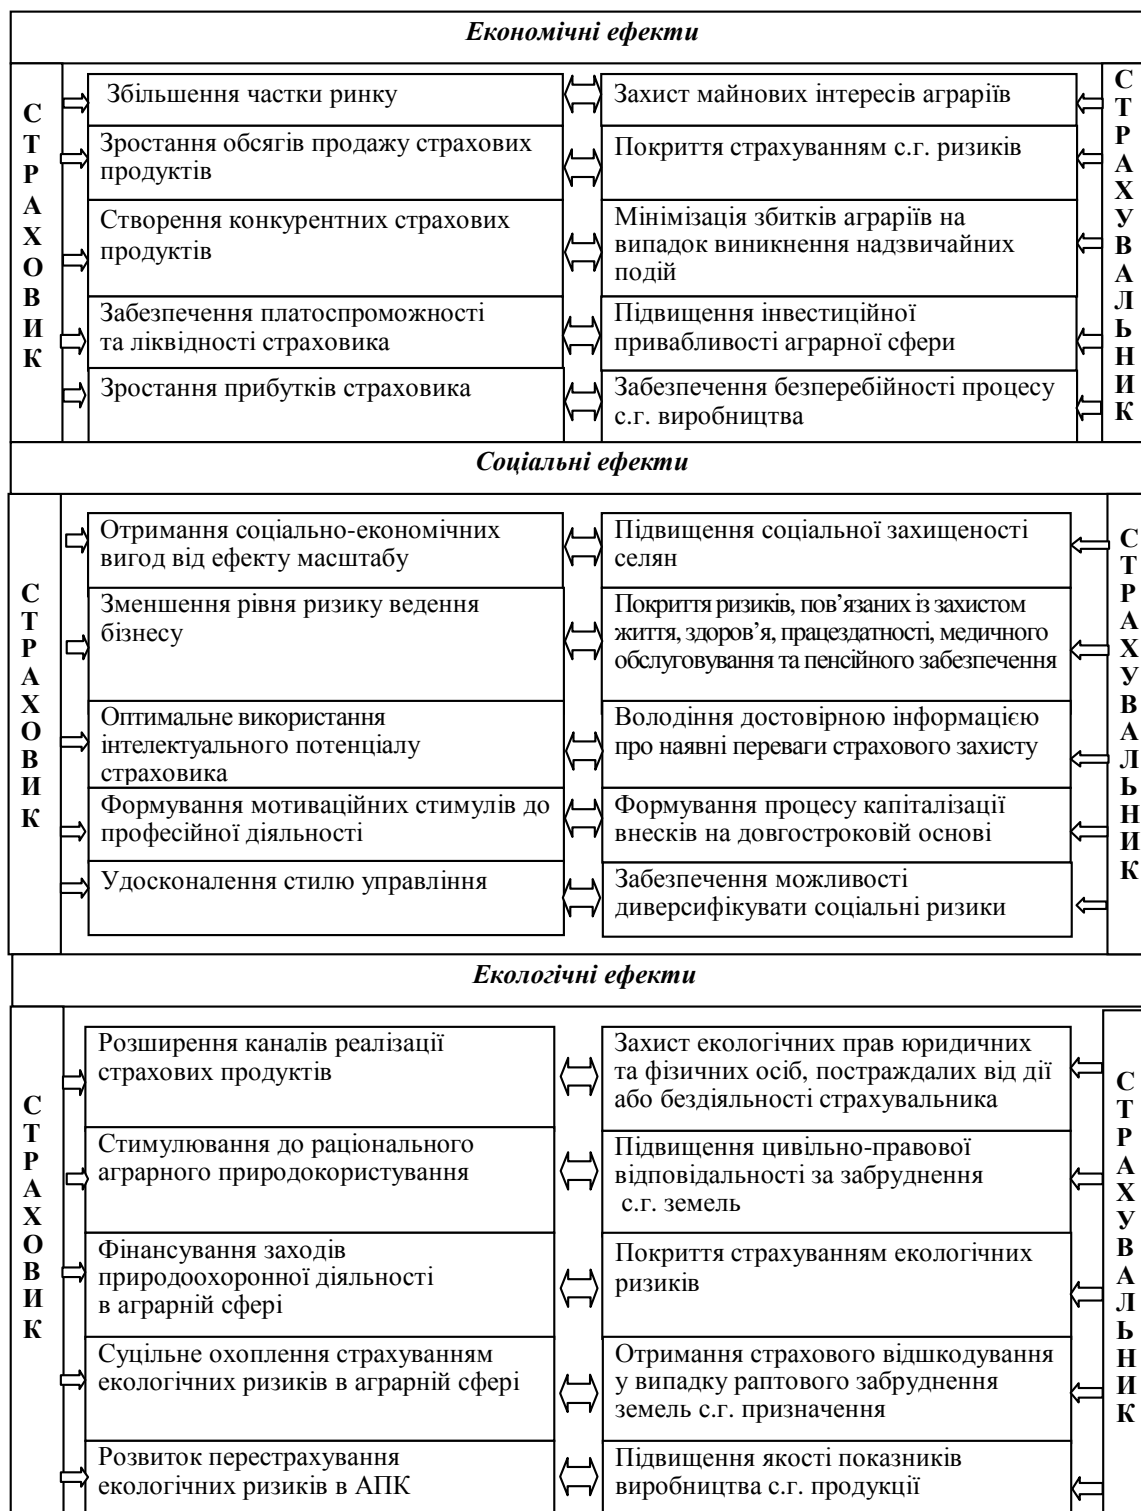 Економічні ефекти
СТРАХОВИК
Збільшення частки ринку
Захист майнових інтересів аграріїв
Зростання обсягів продажу страхових
продуктів
Покриття страхуванням с.г. ризиків
Створення конкурентних страхових
продуктів
Мінімізація збитків аграріїв на
випадок виникнення надзвичайних
подій
Забезпечення платоспроможності
та ліквідності страховика
Підвищення інвестиційної
привабливості аграрної сфери
Зростання прибутків страховика
Забезпечення безперебійності процесу
с.г. виробництва
СТРАХУВАЛЬНИК
Соціальні ефекти
СТРАХОВИК
Отримання соціально-економічних
вигод від ефекту масштабу
Підвищення соціальної захищеності
селян
Зменшення рівня ризику ведення
бізнесу
Покриття ризиків, пов’язаних із захистом
життя, здоров’я, працездатності, медичного
обслуговування та пенсійного забезпечення
Оптимальне використання
інтелектуального потенціалу
страховика
Володіння достовірною інформацією
про наявні переваги страхового захисту
Формування мотиваційних стимулів до
професійної діяльності
Формування процесу капіталізації
внесків на довгостроковій основі
Удосконалення стилю управління
Забезпечення можливості
диверсифікувати соціальні ризики
СТРАХУВАЛЬНИК
Екологічні ефекти
СТРАХОВИК
Розширення каналів реалізації
страхових продуктів
Захист екологічних прав юридичних
та фізичних осіб, постраждалих від дії
або бездіяльності страхувальника
Стимулювання до раціонального
аграрного природокористування
Підвищення цивільно-правової
відповідальності за забруднення
с.г. земель
Фінансування заходів
природоохоронної діяльності
в аграрній сфері
Покриття страхуванням екологічних
ризиків
Суцільне охоплення страхуванням
екологічних ризиків в аграрній сфері
Отримання страхового відшкодування
у випадку раптового забруднення
земель с.г. призначення
Розвиток перестрахування
екологічних ризиків в АПК
Підвищення якості показників
виробництва с.г. продукції
СТРАХУВАЛЬНИК